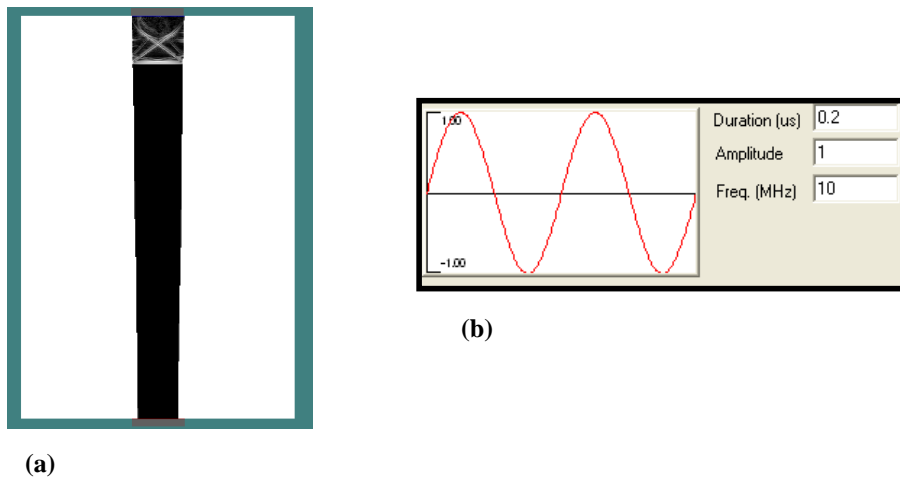 1.00
-1.00
Duration (us) 0.2
Amplitude 1
Freq. (MHz) 10
(b)
(a)